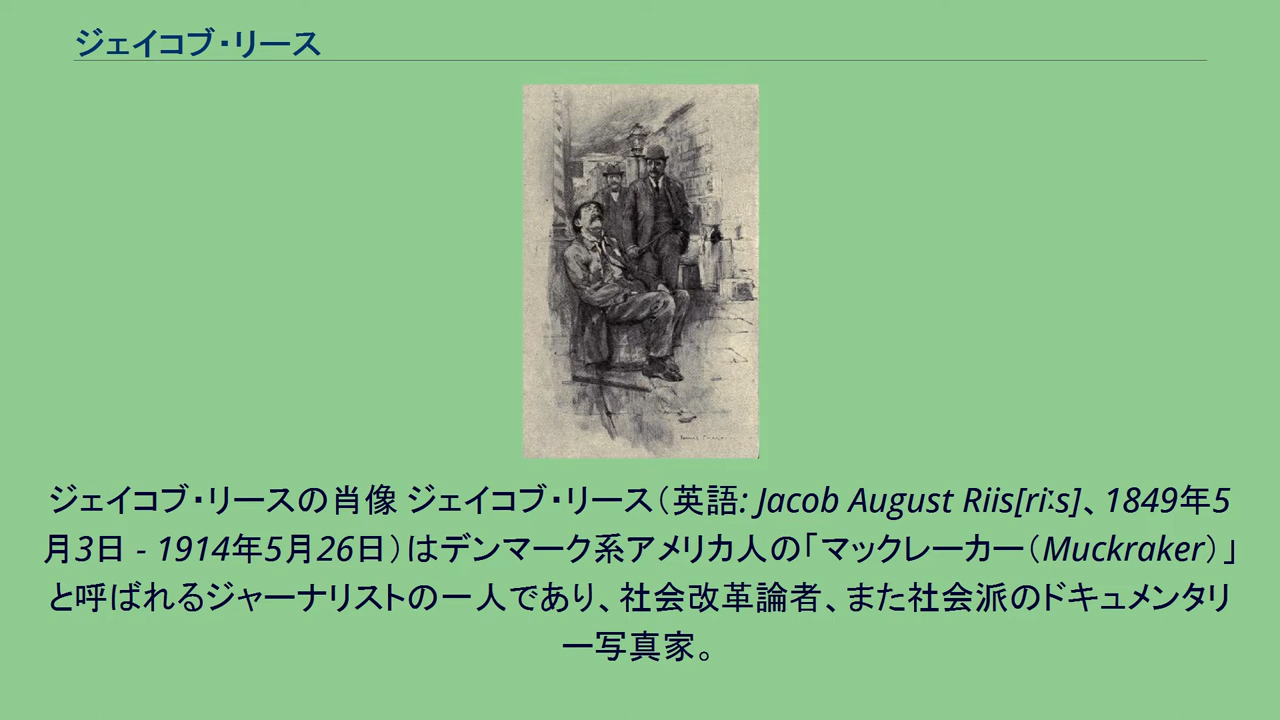 ジェイコブ・リース
ジェイコブ・リースの肖像 ジェイコブ・リース（英語: Jacob August Riis[riːs]、1849年5
月3日 - 1914年5月26日）はデンマーク系アメリカ人の「マックレーカー（Muckraker）」
と呼ばれるジャーナリストの一人であり、社会改革論者、また社会派のドキュメンタリ
ー写真家。